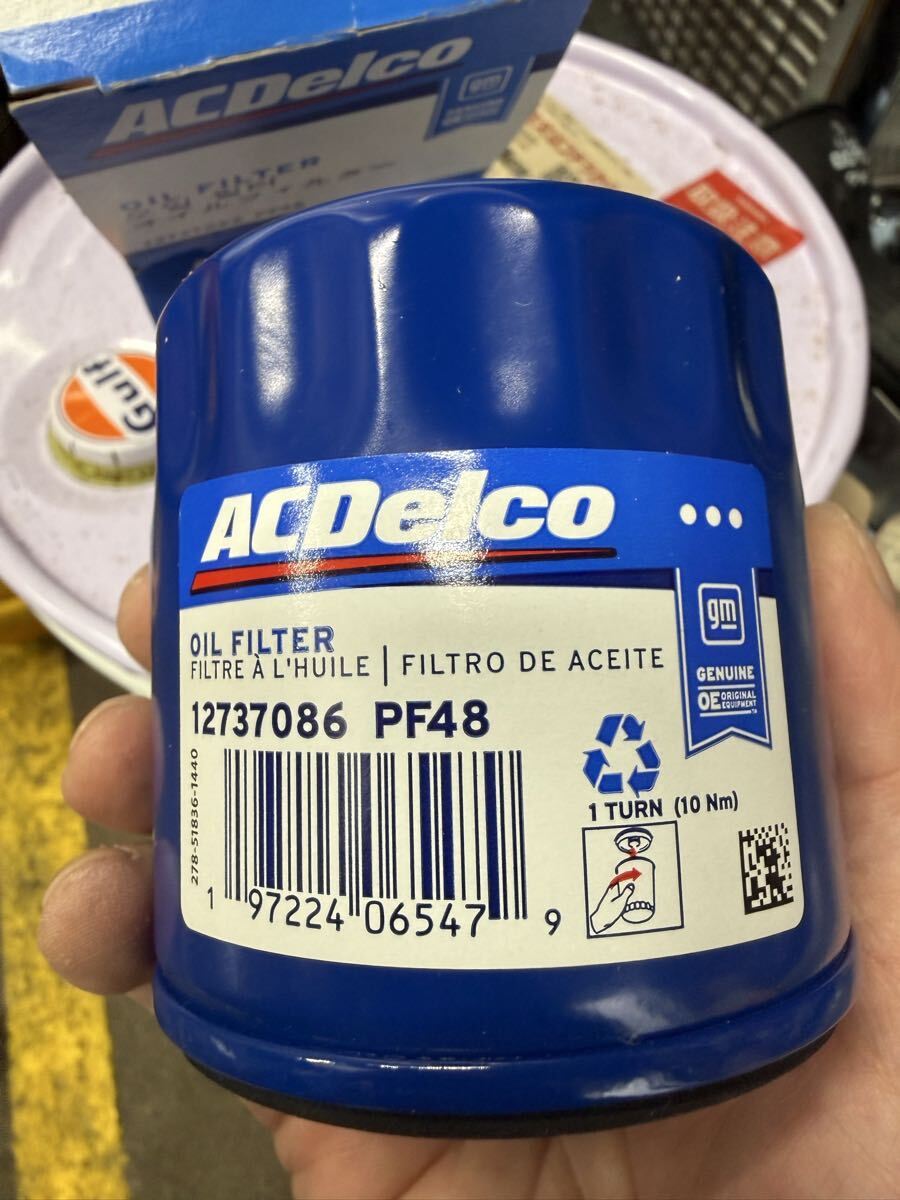 ACDelco
gm
OIL FILTER
Gulf
ACDelco
gm
GENUINE
OE ORIGINAL
EQUIPMENT
OIL FILTER
FILTRE À L'HUILE | FILTRO DE ACEITE
12737086 PF48
278-51836-1440
1 TURN (10 Nm)
1 97224 06547 9